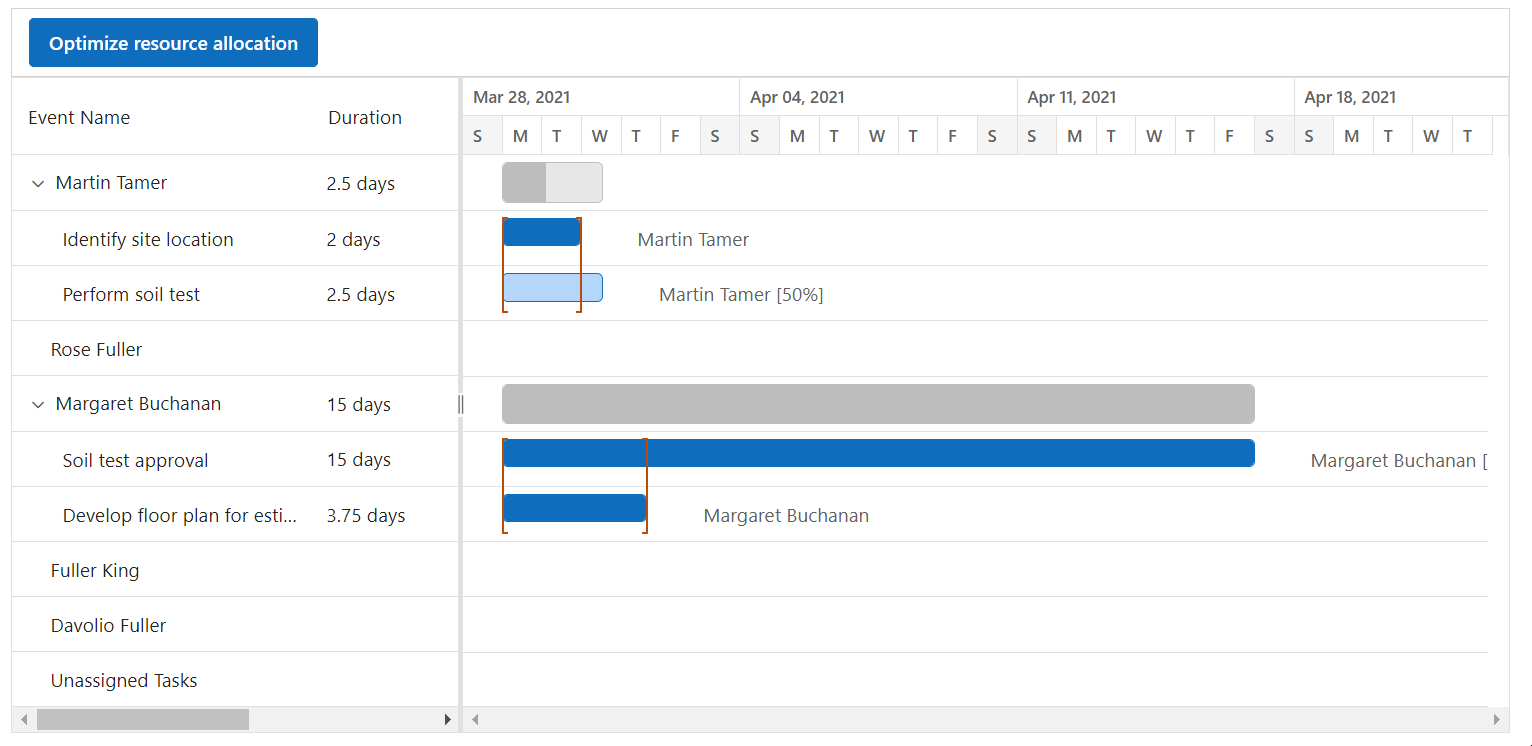 Optimize resource allocation
Event Name Duration
Mar 28, 2021 Apr 04, 2021 Apr 11, 2021 Apr 18, 2021
S M T W T F S S M T W T F S S M T W T F S S M T W T
Martin Tamer 2.5 days
Identify site location 2 days Martin Tamer
Perform soil test 2.5 days Martin Tamer [50%]
Rose Fuller
Margaret Buchanan 15 days
Soil test approval 15 days Margaret Buchanan [
Develop floor plan for esti... 3.75 days Margaret Buchanan
Fuller King
Davolio Fuller
Unassigned Tasks